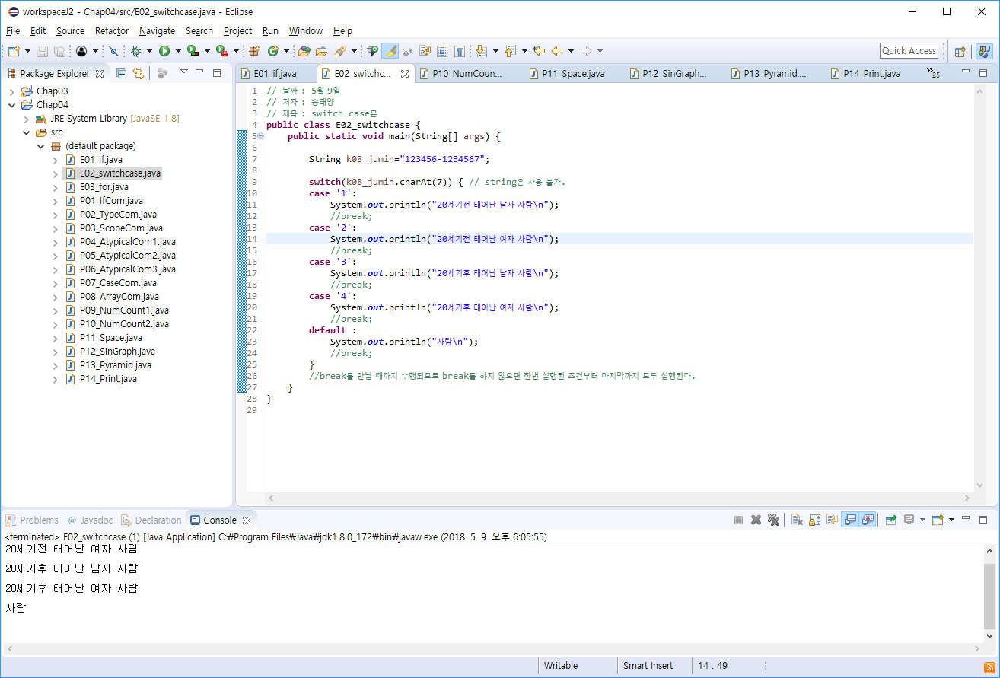 workspaceJ2 - Chap04/src/E02_switchcase.java - Eclipse
File Edit Source Refactor Navigate Search Project Run Window Help
Quick Access
Package Explorer
E01_if.java E02_switchc... P10_NumCoun... P11_Space.java P12_SinGraph... P13_Pyramid.... P14_Print.java »25
Chap03
Chap04
JRE System Library [JavaSE-1.8]
src
(default package)
E01_if.java
E02_switchcase.java
E03_for.java
P01_IfCom.java
P02_TypeCom.java
P03_ScopeCom.java
P04_AtypicalCom1.java
P05_AtypicalCom2.java
P06_AtypicalCom3.java
P07_CaseCom.java
P08_ArrayCom.java
P09_NumCount1.java
P10_NumCount2.java
P11_Space.java
P12_SinGraph.java
P13_Pyramid.java
P14_Print.java
1 // 날짜 : 5월 9일
2 // 저자 : 송태양
3 // 제목 : switch case문
4 public class E02_switchcase {
5 public static void main(String[] args) {
6
7 String k08_jumin="123456-1234567";
8
9 switch(k08_jumin.charAt(7)) { // string은 사용 불가.
10 case '1':
11 System.out.println("20세기전 태어난 남자 사람\n");
12 //break;
13 case '2':
14 System.out.println("20세기전 태어난 여자 사람\n");
15 //break;
16 case '3':
17 System.out.println("20세기후 태어난 남자 사람\n");
18 //break;
19 case '4':
20 System.out.println("20세기후 태어난 여자 사람\n");
21 //break;
22 default :
23 System.out.println("사람\n");
24 //break;
25 }
26 //break를 만날 때까지 수행되므로 break를 하지 않으면 한번 실행된 조건부터 마지막까지 모두 실행된다.
27 }
28 }
29
Problems @ Javadoc Declaration Console
<terminated> E02_switchcase (1) [Java Application] C:₩Program Files₩Java₩jdk1.8.0_172₩bin₩javaw.exe (2018. 5. 9. 오후 6:05:55)
20세기전 태어난 여자 사람
20세기후 태어난 남자 사람
20세기후 태어난 여자 사람
사람
Writable Smart Insert 14 : 49